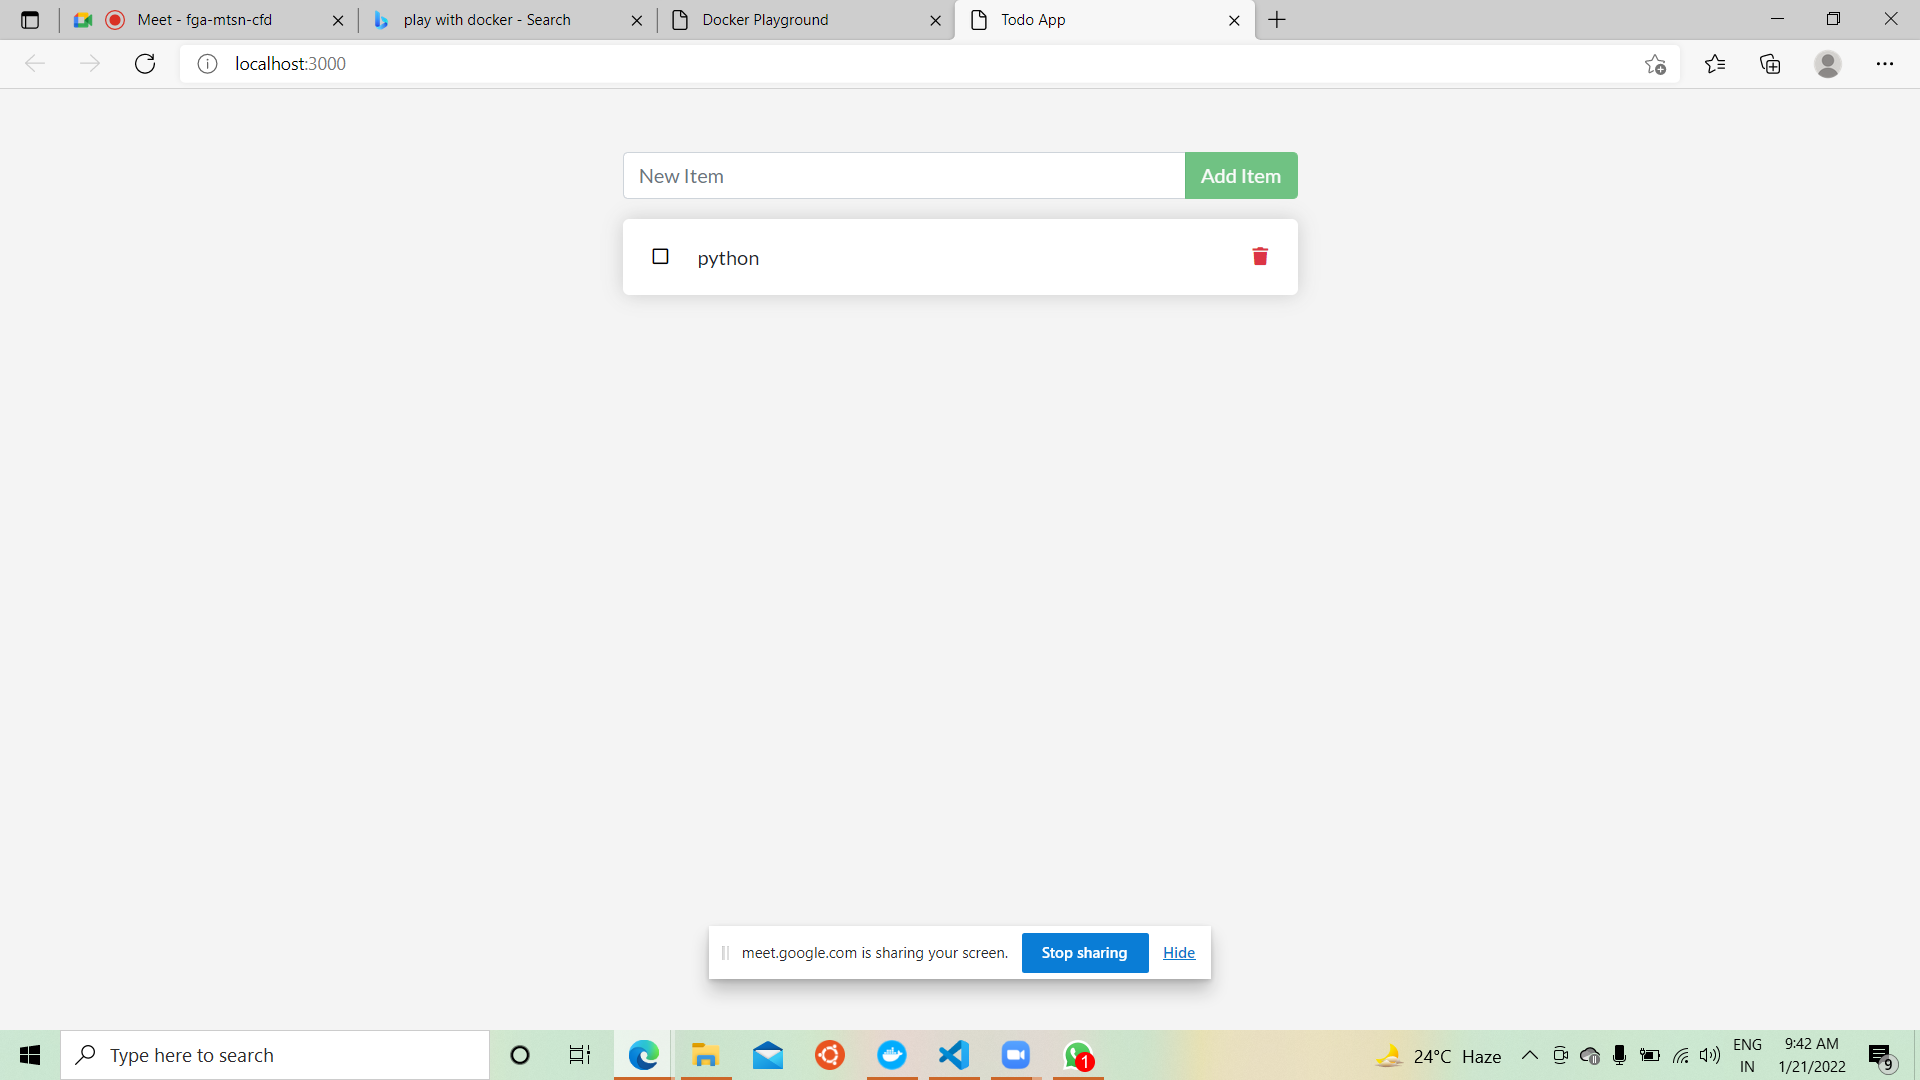 Meet - fga-mtsn-cfd
play with docker - Search
Docker Playground
Todo App
localhost:3000
New Item
Add Item
python
meet.google.com is sharing your screen.
Stop sharing
Hide
Type here to search
1
24°C Haze
ENG
IN
9:42 AM
1/21/2022
9